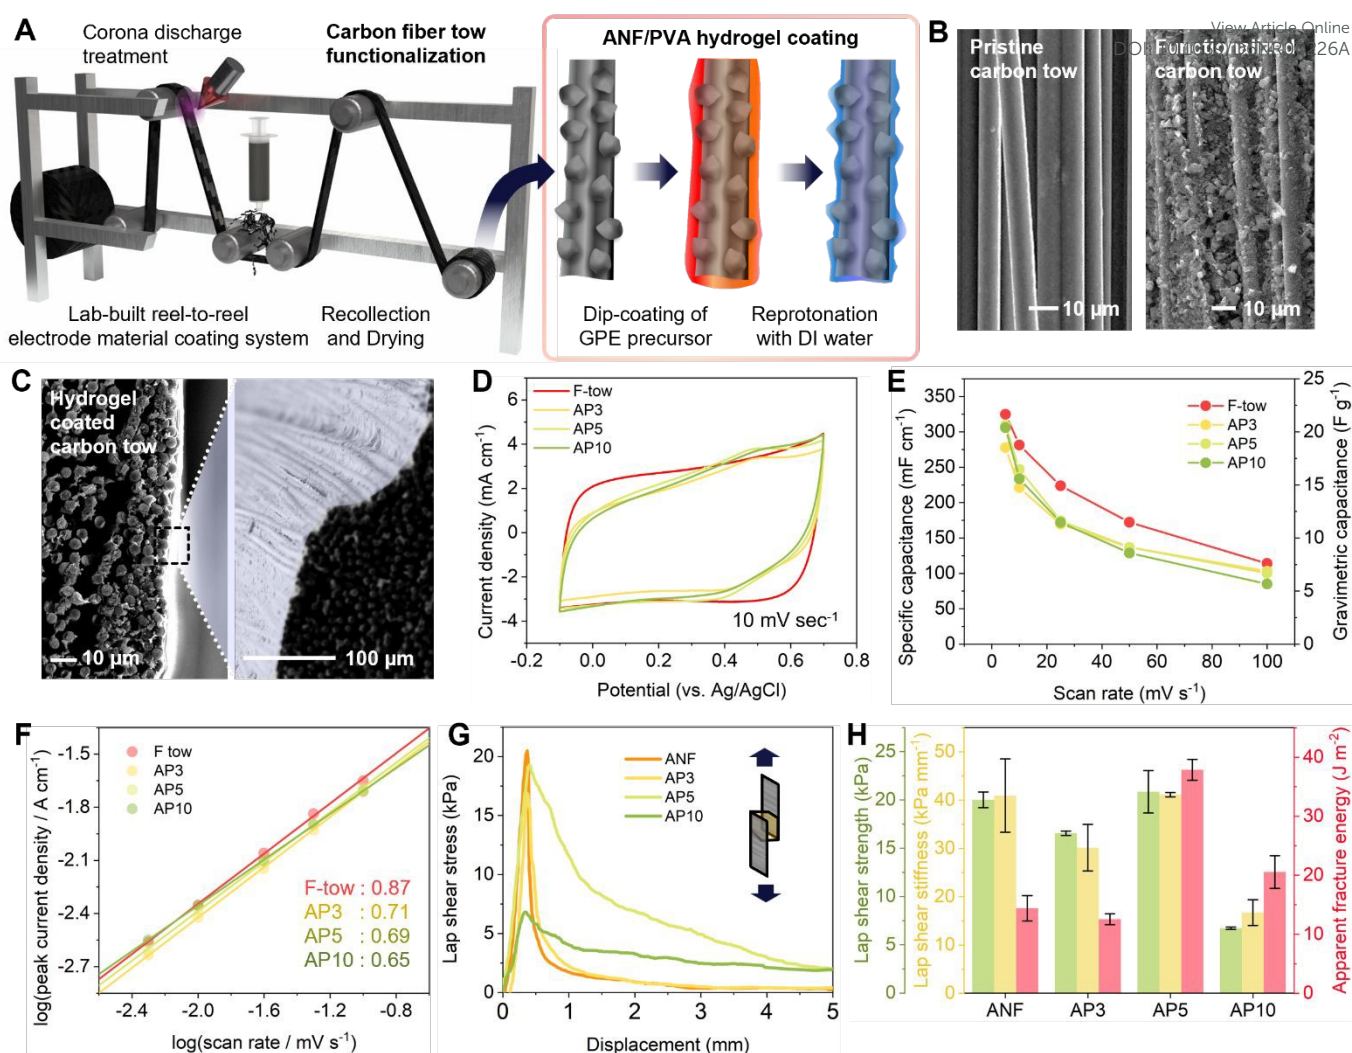 A
Corona discharge
treatment
Carbon fiber tow
functionalization
Lab-built reel-to-reel
electrode material coating system
Recollection
and Drying
ANF/PVA hydrogel coating
Dip-coating of
GPE precursor
Reprotonation
with DI water
View Article Online
B
Pristine
carbon tow
10 µm
Functionalized
carbon tow
26A
10 µm
C
Hydrogel
coated
carbon tow
10 µm
100 µm
D
F-tow
AP3
AP5
AP10
10 mV sec⁻¹
Current density (mA cm⁻¹)
6
4
2
0
-2
-4
-0.2 0.0 0.2 0.4 0.6 0.8
Potential (vs. Ag/AgCl)
E
F-tow
AP3
AP5
AP10
Specific capacitance (mF cm⁻¹)
350
300
250
200
150
100
50
0
Gravimetric capacitance (F g⁻¹)
25
20
15
10
5
0
0 20 40 60 80 100
Scan rate (mV s⁻¹)
F
F tow
AP3
AP5
AP10
F-tow : 0.87
AP3 : 0.71
AP5 : 0.69
AP10 : 0.65
log(peak current density / A cm⁻¹)
-1.5
-1.8
-2.1
-2.4
-2.7
-2.4 -2.0 -1.6 -1.2 -0.8
log(scan rate / mV s⁻¹)
G
ANF
AP3
AP5
AP10
Lap shear stress (kPa)
20
15
10
5
0
0 1 2 3 4 5
Displacement (mm)
H
Lap shear strength (kPa)
25
20
15
10
5
0
Lap shear stiffness (kPa mm⁻¹)
50
40
30
20
10
0
Apparent fracture energy (J m⁻²)
40
30
20
10
0
ANF AP3 AP5 AP10